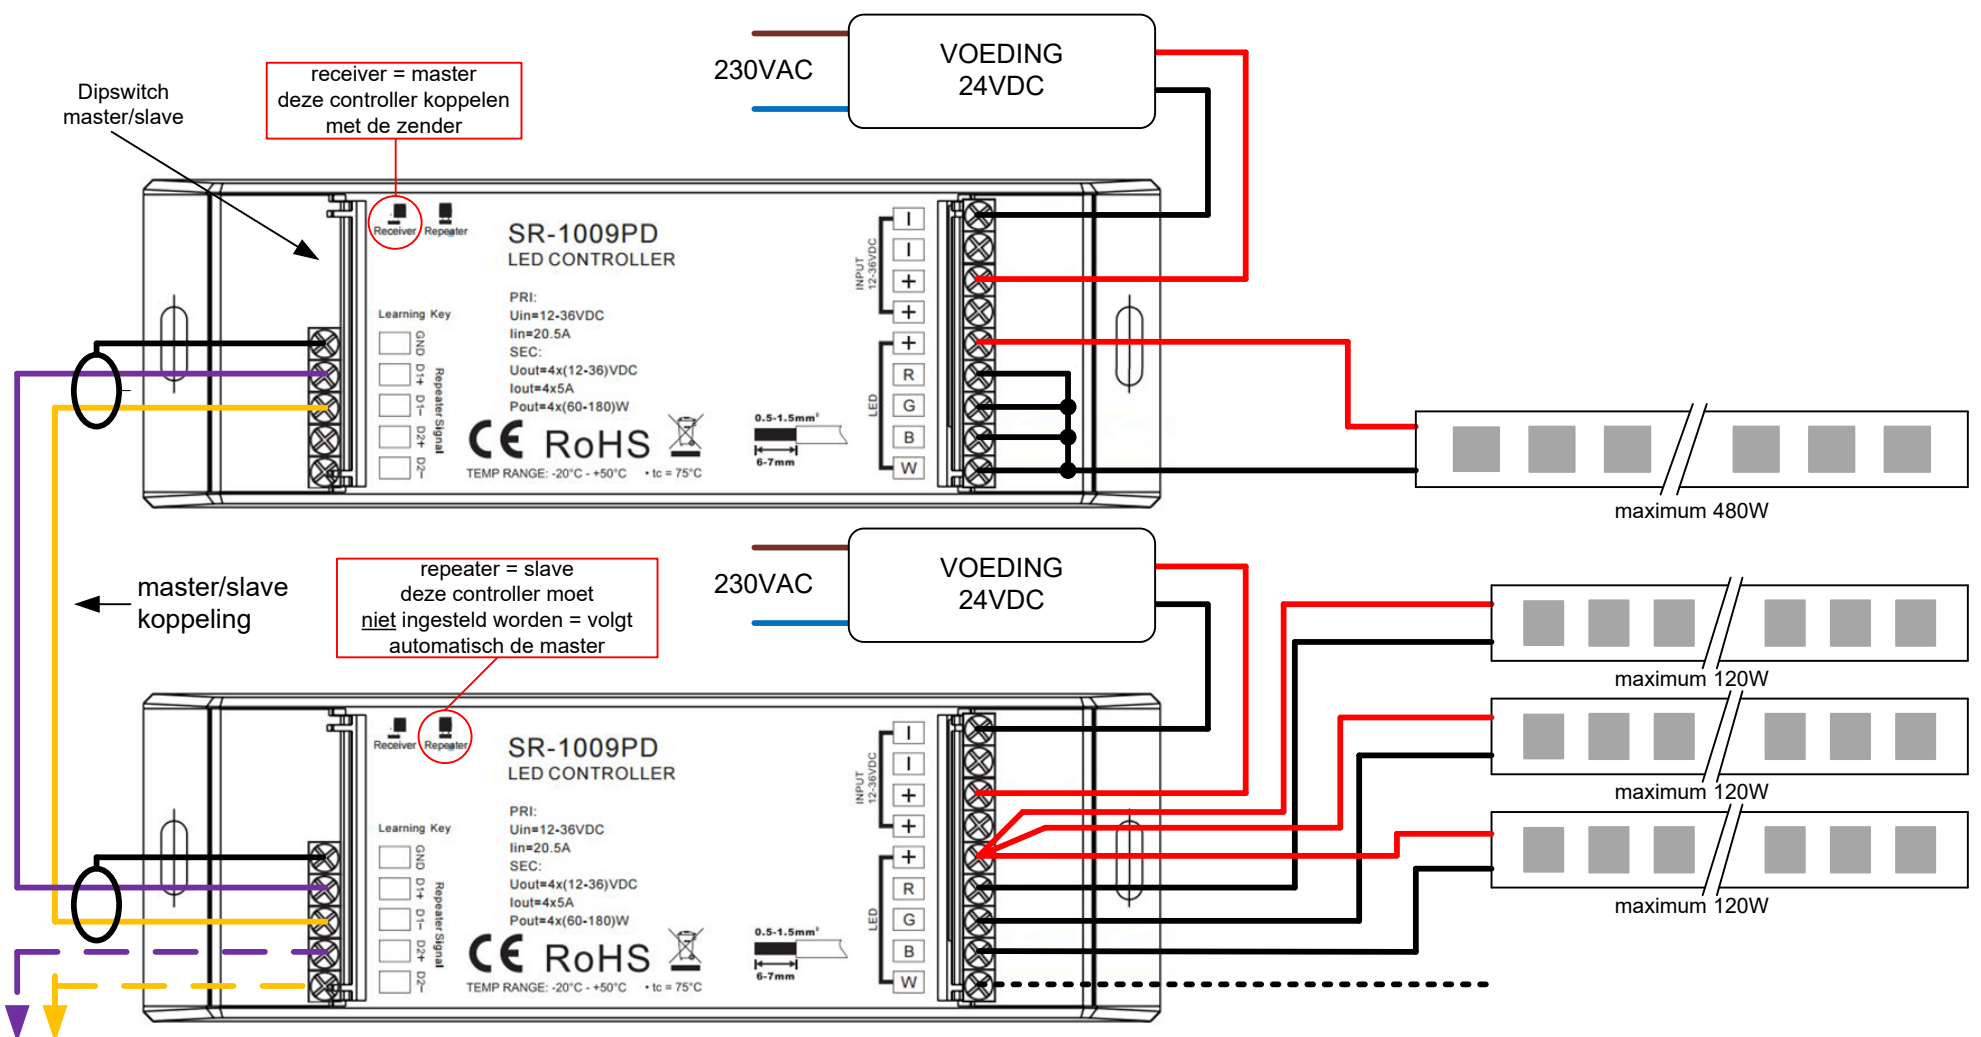 230VAC
VOEDING
24VDC
Dipswitch
master/slave
receiver = master
deze controller koppelen
met de zender
Receiver
Repeater
SR-1009PD
LED CONTROLLER
PRI:
Uin=12-36VDC
Iin=20.5A
SEC:
Uout=4x(12-36)VDC
Iout=4x5A
Pout=4x(60-180)W
CE RoHS
TEMP RANGE: -20°C - +50°C
• tc = 75°C
0.5-1.5mm²
6-7mm
Learning Key
GND
D1+
D1-
D2+
D2-
Repeater Signal
INPUT
12-36VDC
I
I
+
+
LED
+
R
G
B
W
maximum 480W
master/slave
koppeling
repeater = slave
deze controller moet
niet ingesteld worden = volgt
automatisch de master
230VAC
VOEDING
24VDC
Receiver
Repeater
SR-1009PD
LED CONTROLLER
PRI:
Uin=12-36VDC
Iin=20.5A
SEC:
Uout=4x(12-36)VDC
Iout=4x5A
Pout=4x(60-180)W
CE RoHS
TEMP RANGE: -20°C - +50°C
• tc = 75°C
0.5-1.5mm²
6-7mm
Learning Key
GND
D1+
D1-
D2+
D2-
Repeater Signal
INPUT
12-36VDC
I
I
+
+
LED
+
R
G
B
W
maximum 120W
maximum 120W
maximum 120W